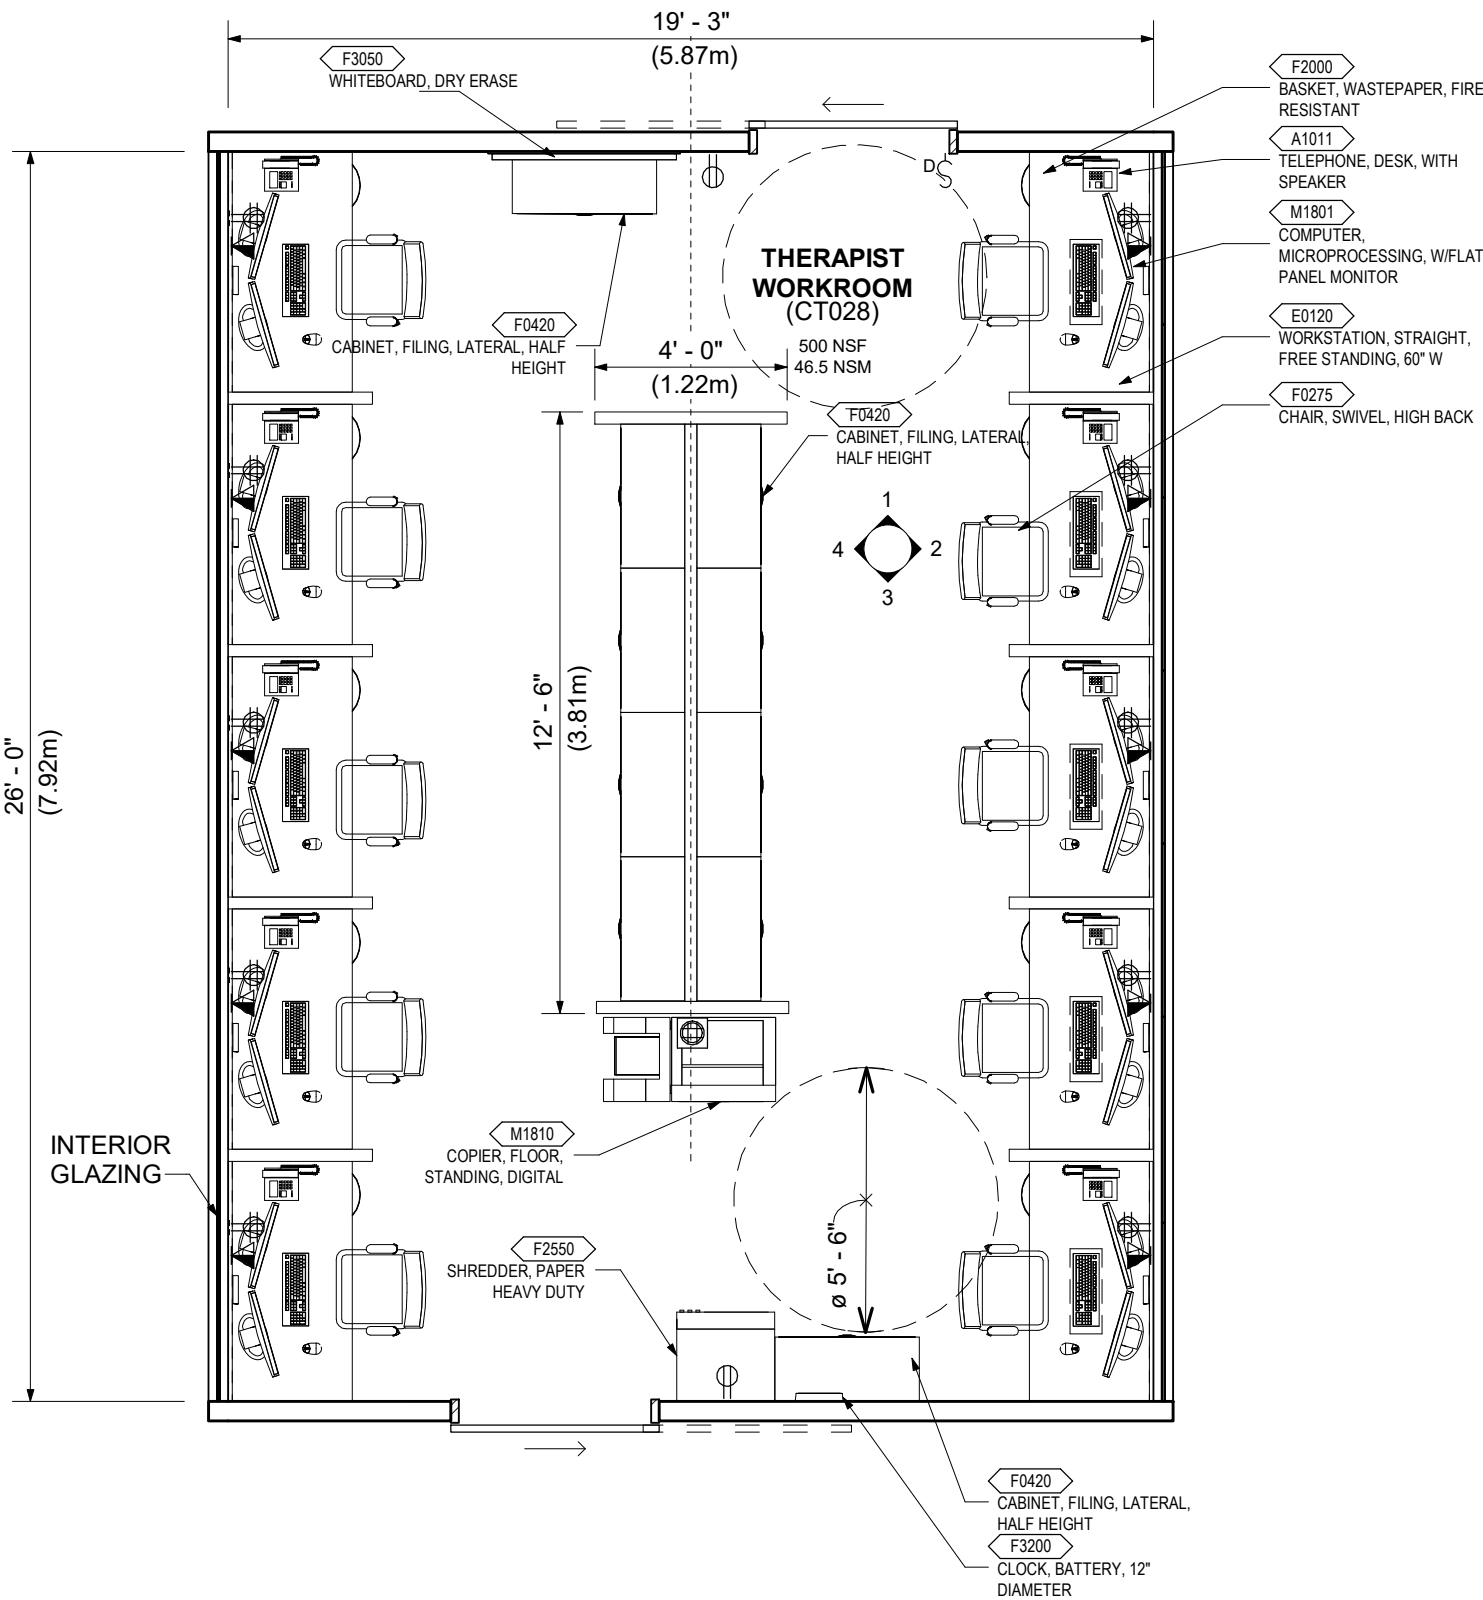 19' - 3"
(5.87m)
F3050
WHITEBOARD, DRY ERASE
F2000
BASKET, WASTEPAPER, FIRE
RESISTANT
A1011
TELEPHONE, DESK, WITH
SPEAKER
M1801
COMPUTER,
MICROPROCESSING, W/FLAT
PANEL MONITOR
E0120
WORKSTATION, STRAIGHT,
FREE STANDING, 60" W
F0275
CHAIR, SWIVEL, HIGH BACK
D
S
THERAPIST
WORKROOM
(CT028)
500 NSF
46.5 NSM
F0420
CABINET, FILING, LATERAL, HALF
HEIGHT
4' - 0"
(1.22m)
F0420
CABINET, FILING, LATERAL,
HALF HEIGHT
1
4
2
3
12' - 6"
(3.81m)
26' - 0"
(7.92m)
M1810
COPIER, FLOOR,
STANDING, DIGITAL
INTERIOR
GLAZING
F2550
SHREDDER, PAPER
HEAVY DUTY
ø 5' - 6"
F0420
CABINET, FILING, LATERAL,
HALF HEIGHT
F3200
CLOCK, BATTERY, 12"
DIAMETER